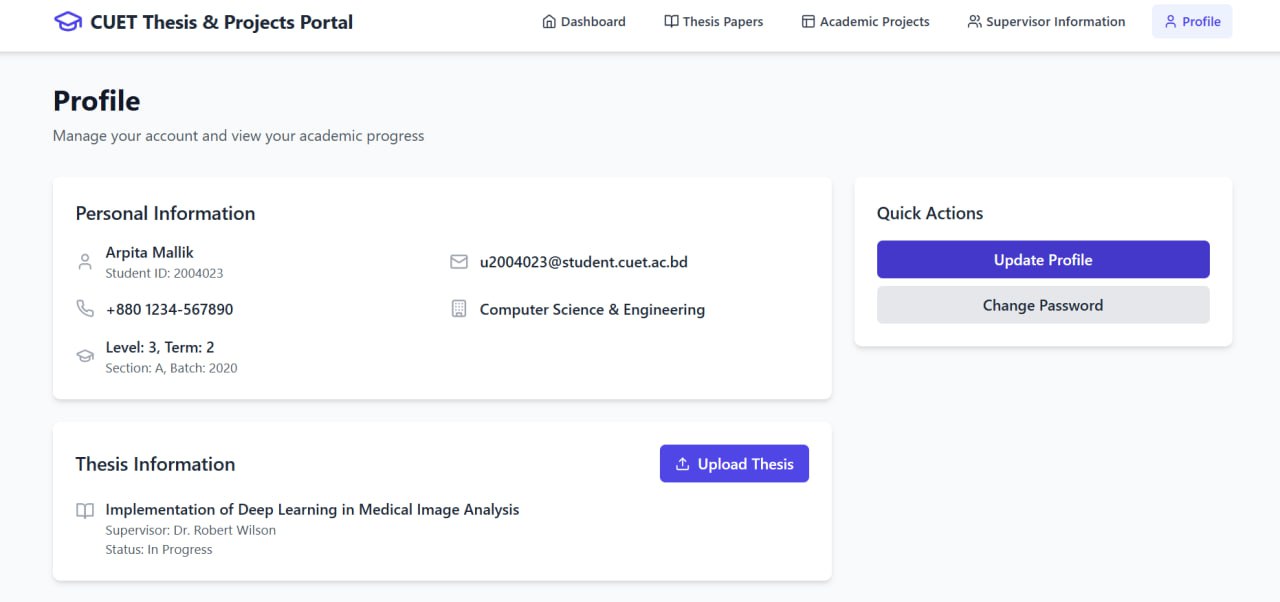 CUET Thesis & Projects Portal
Dashboard
Thesis Papers
Academic Projects
Supervisor Information
Profile
Profile
Manage your account and view your academic progress
Personal Information
Arpita Mallik
Student ID: 2004023
u2004023@student.cuet.ac.bd
+880 1234-567890
Computer Science & Engineering
Level: 3, Term: 2
Section: A, Batch: 2020
Quick Actions
Update Profile
Change Password
Thesis Information
Upload Thesis
Implementation of Deep Learning in Medical Image Analysis
Supervisor: Dr. Robert Wilson
Status: In Progress